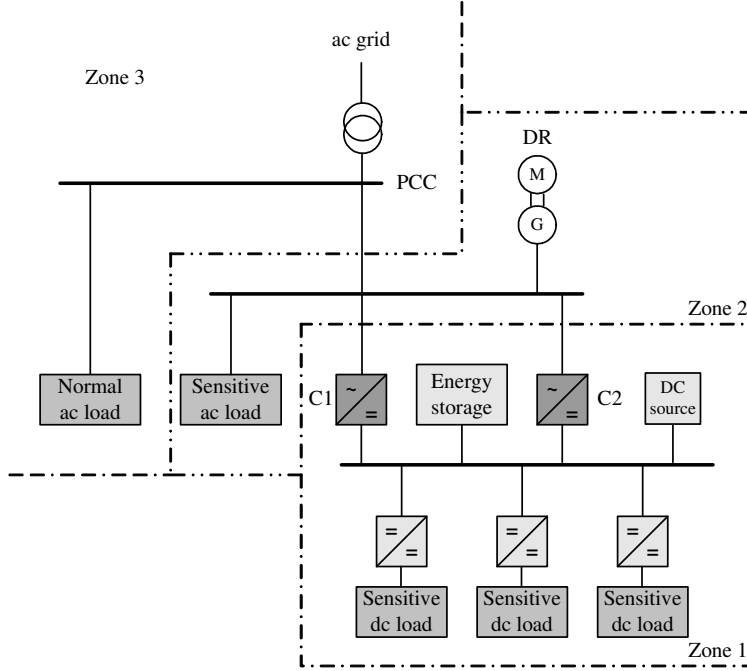 ac grid
Zone 3
DR
M
PCC
G
Zone 2
Normal
ac load
Sensitive
ac load
C1
~
=
Energy
storage
~
=
C2
DC
source
=
=
=
=
=
=
Sensitive
dc load
Sensitive
dc load
Sensitive
dc load
Zone 1